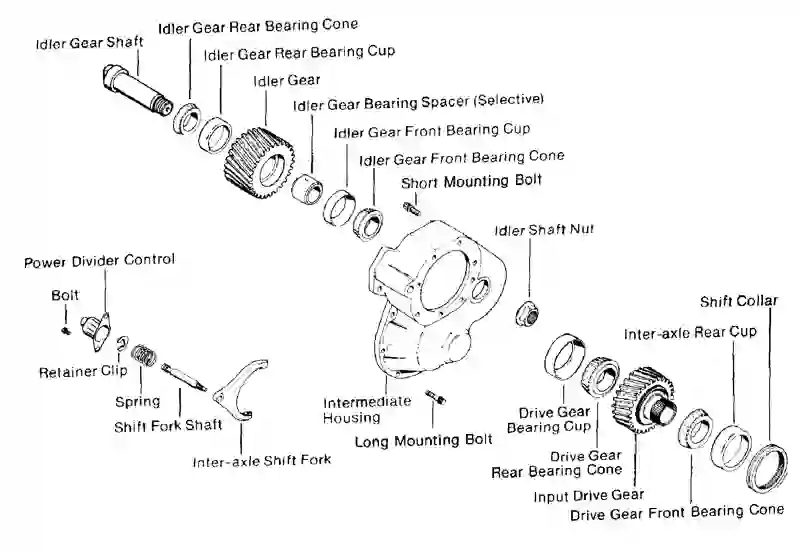 Idler Gear Rear Bearing Cone
Idler Gear Shaft
Idler Gear Rear Bearing Cup
Idler Gear
Idler Gear Bearing Spacer (Selective)
Idler Gear Front Bearing Cup
Idler Gear Front Bearing Cone
Short Mounting Bolt
Idler Shaft Nut
Power Divider Control
Bolt
Shift Collar
Inter-axle Rear Cup
Retainer Clip
Spring
Shift Fork Shaft
Inter-axle Shift Fork
Intermediate
Housing
Long Mounting Bolt
Drive Gear
Bearing Cup
Drive Gear
Rear Bearing Cone
Input Drive Gear
Drive Gear Front Bearing Cone